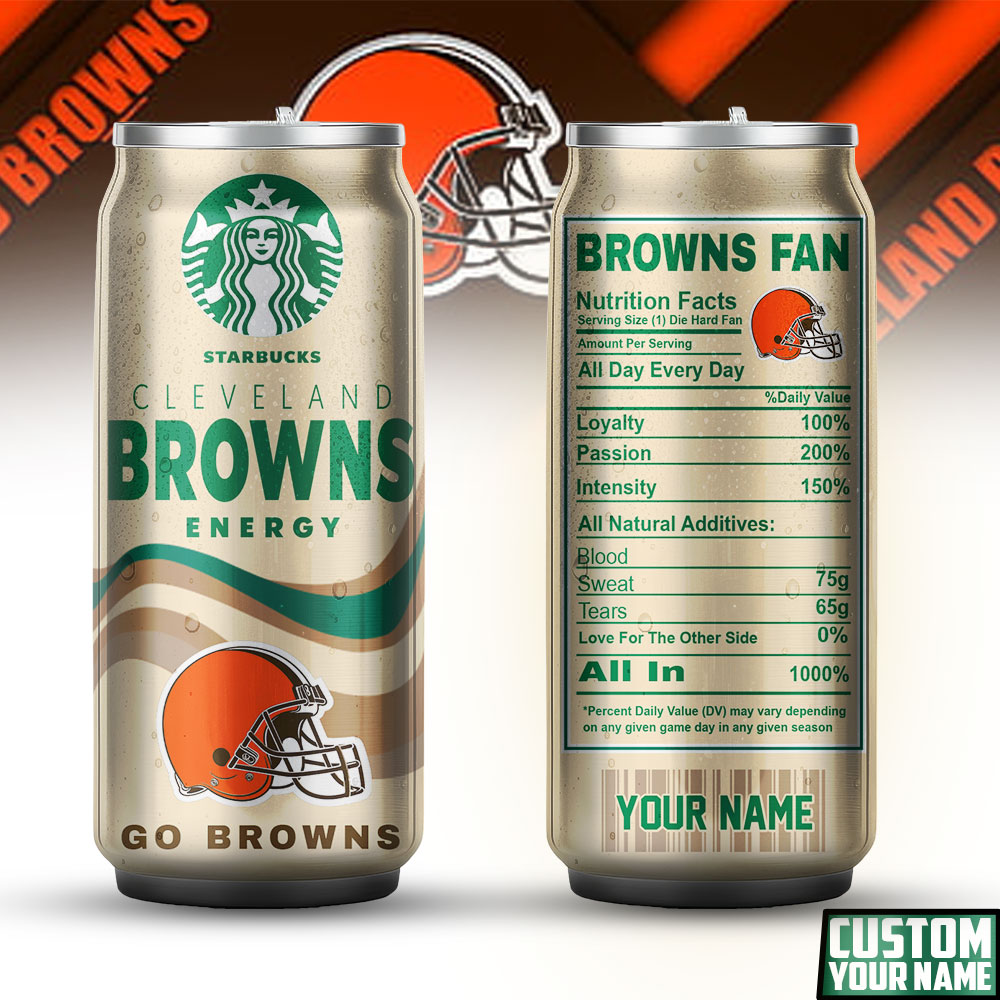 BROWNS
STARBUCKS
CLEVELAND
BROWNS
ENERGY
GO BROWNS
BROWNS FAN
Nutrition Facts
Serving Size (1) Die Hard Fan
Amount Per Serving
All Day Every Day
%Daily Value
Loyalty 100%
Passion 200%
Intensity 150%
All Natural Additives:
Blood
Sweat 75g
Tears 65g
Love For The Other Side 0%
All In 1000%
*Percent Daily Value (DV) may vary depending
on any given game day in any given season
YOUR NAME
CUSTOM
YOUR NAME